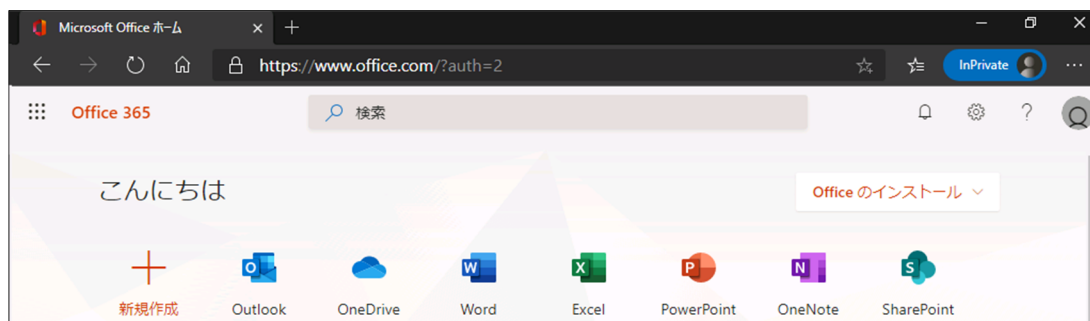 Microsoft Office ホーム
https://www.office.com/?auth=2
InPrivate
Office 365
検索
こんにちは
Office のインストール
新規作成 Outlook OneDrive Word Excel PowerPoint OneNote SharePoint